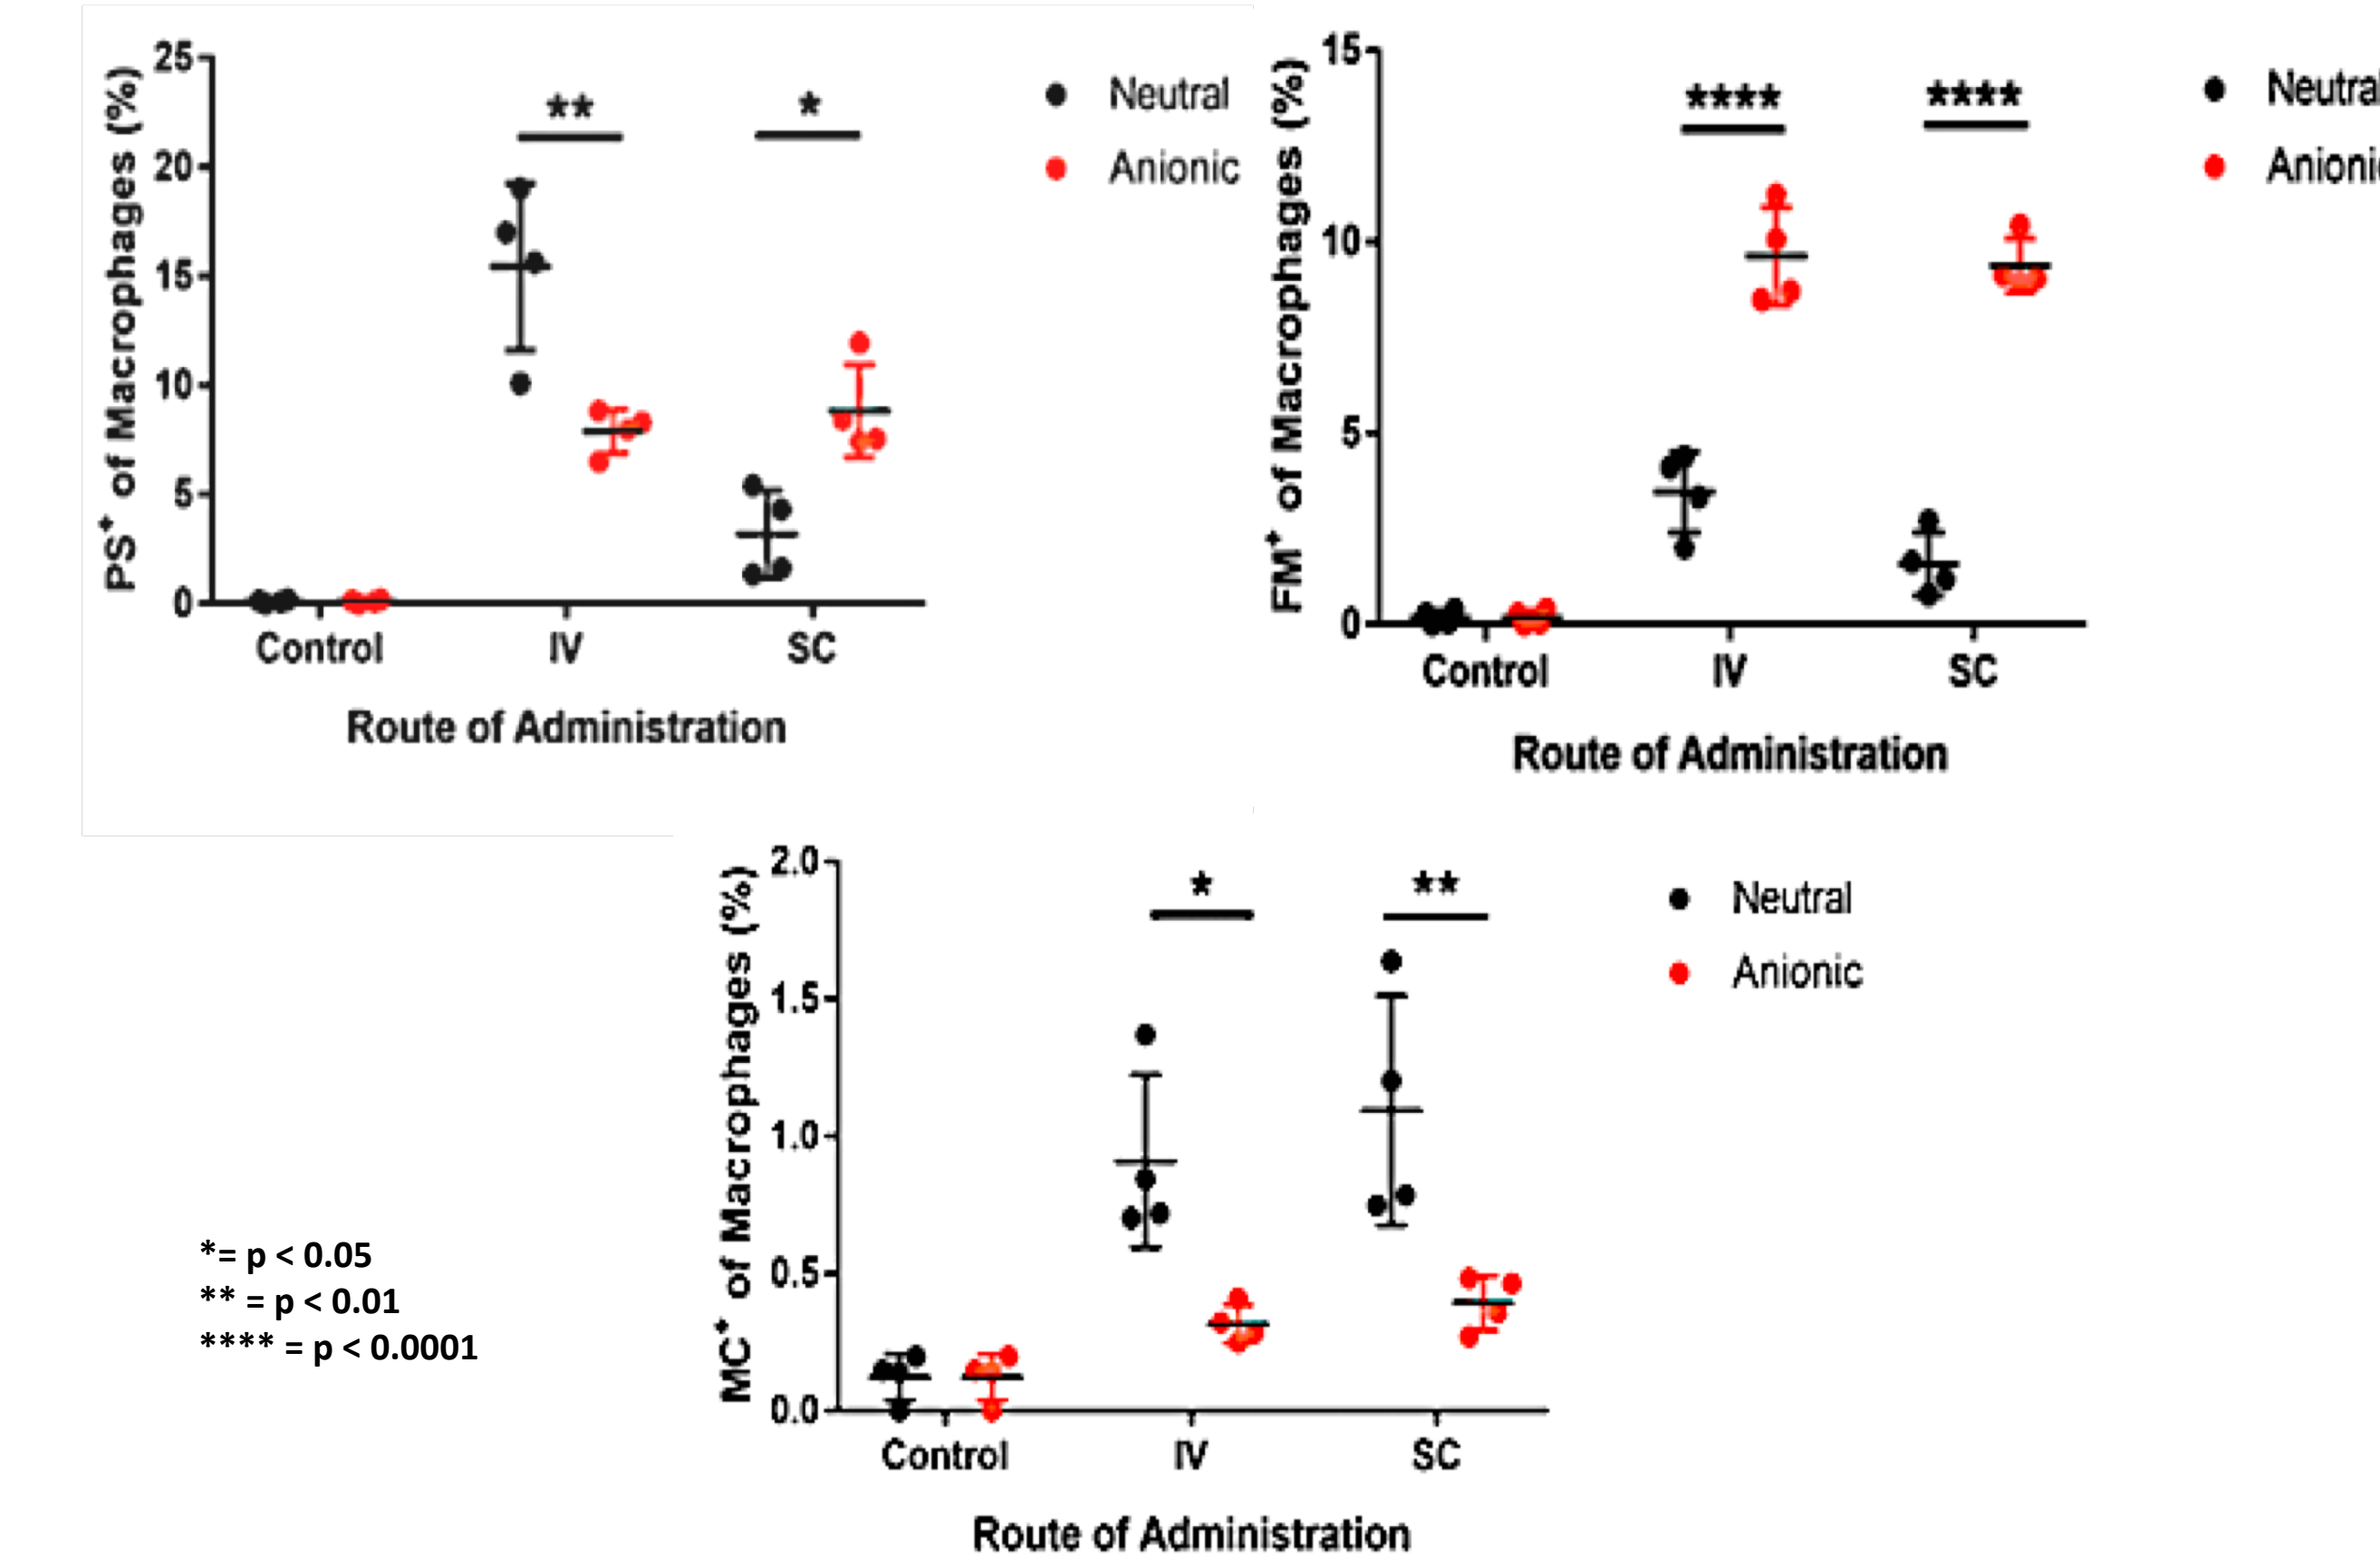 PS+ of Macrophages (%)
25
20
15
10
5
0
**
*
Neutral
Anionic
Control
IV
SC
Route of Administration
FM+ of Macrophages (%)
15
10
5
0
****
****
Neutral
Anioni
Control
IV
SC
Route of Administration
MC+ of Macrophages (%)
2.0
1.5
1.0
0.5
0.0
*
**
Neutral
Anionic
Control
IV
SC
Route of Administration
*= p < 0.05
** = p < 0.01
**** = p < 0.0001